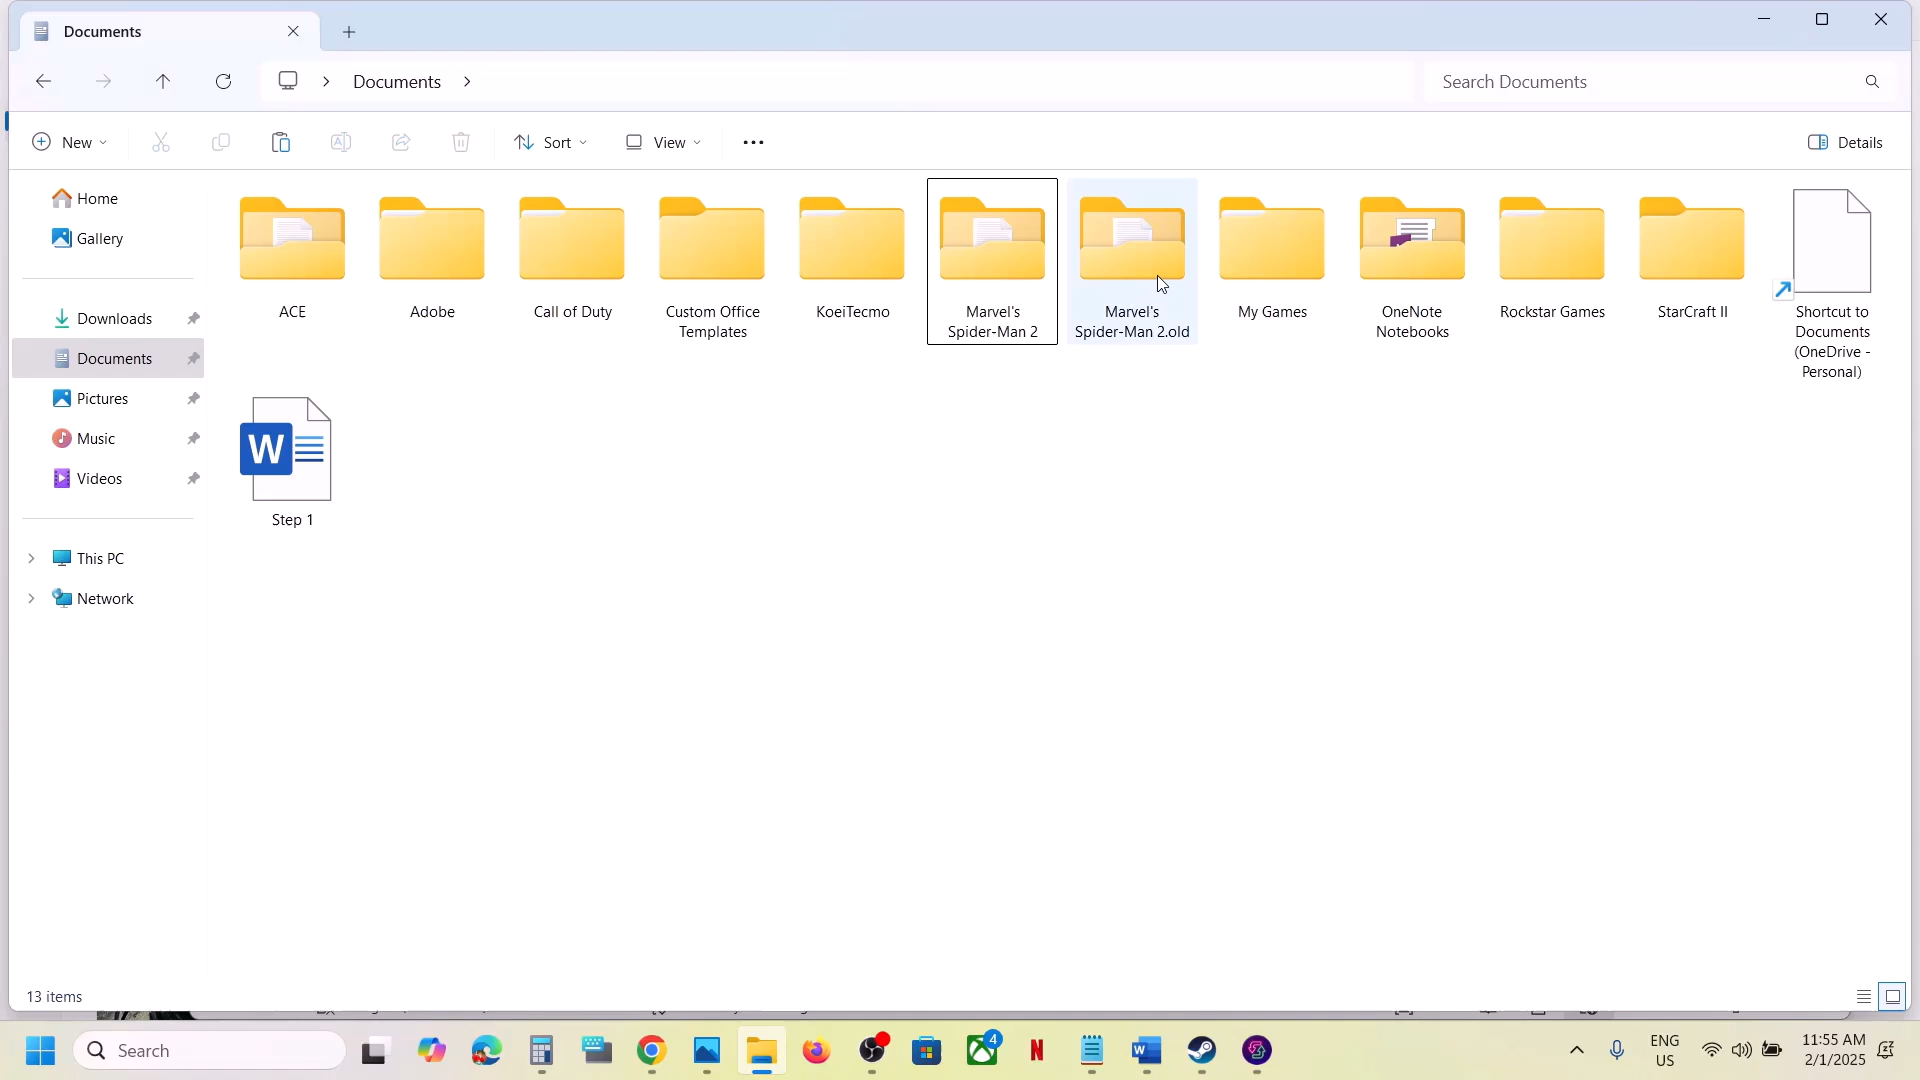 Documents
Documents
Search Documents
New
Sort
View
Details
Home
Gallery
Downloads
Documents
Pictures
Music
Videos
This PC
Network
ACE
Adobe
Call of Duty
Custom Office
Templates
KoeiTecmo
Marvel's
Spider-Man 2
Marvel's
Spider-Man 2.old
My Games
OneNote
Notebooks
Rockstar Games
StarCraft II
Shortcut to
Documents
(OneDrive -
Personal)
W
Step 1
13 items
Search
N
4
W
ENG
US
11:55 AM
2/1/2025